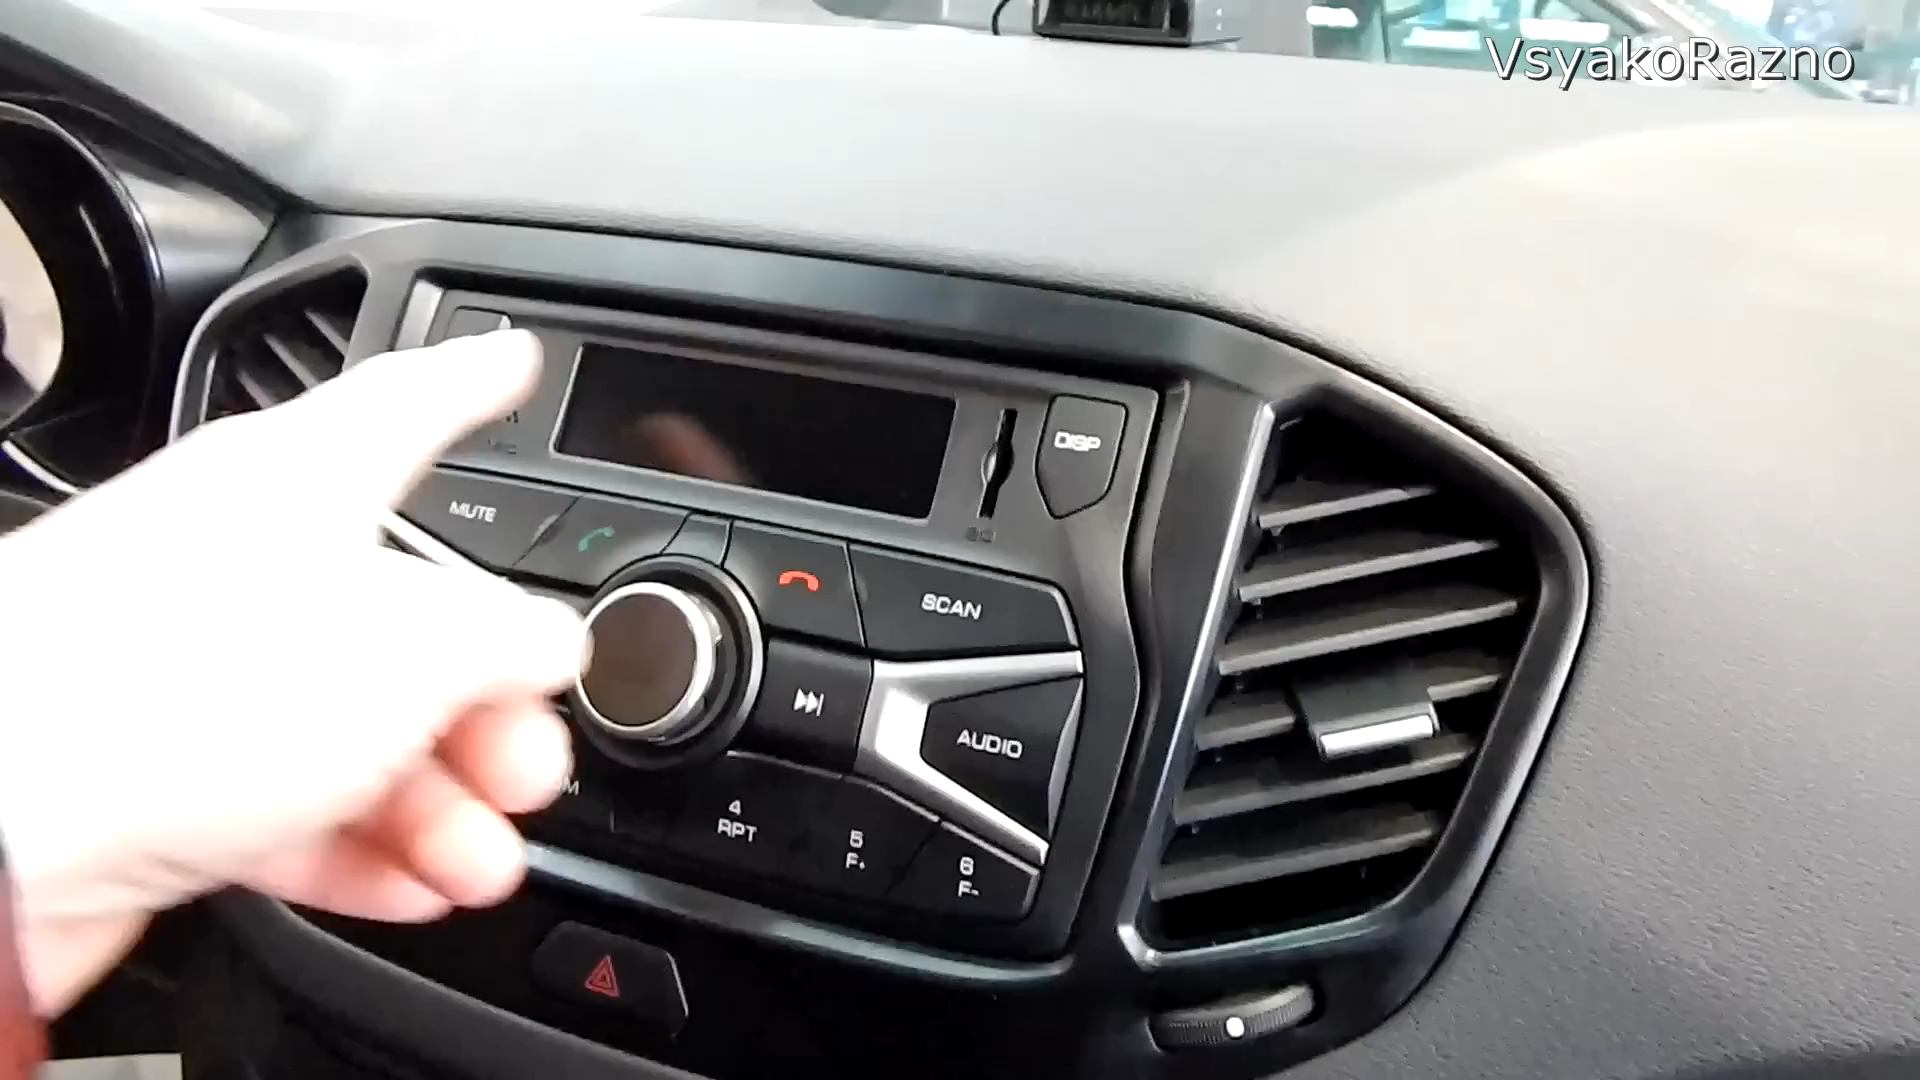 VsyakoRazno
DISP
MUTE
SCAN
AUDIO
4
RPT
5
F+
6
F-